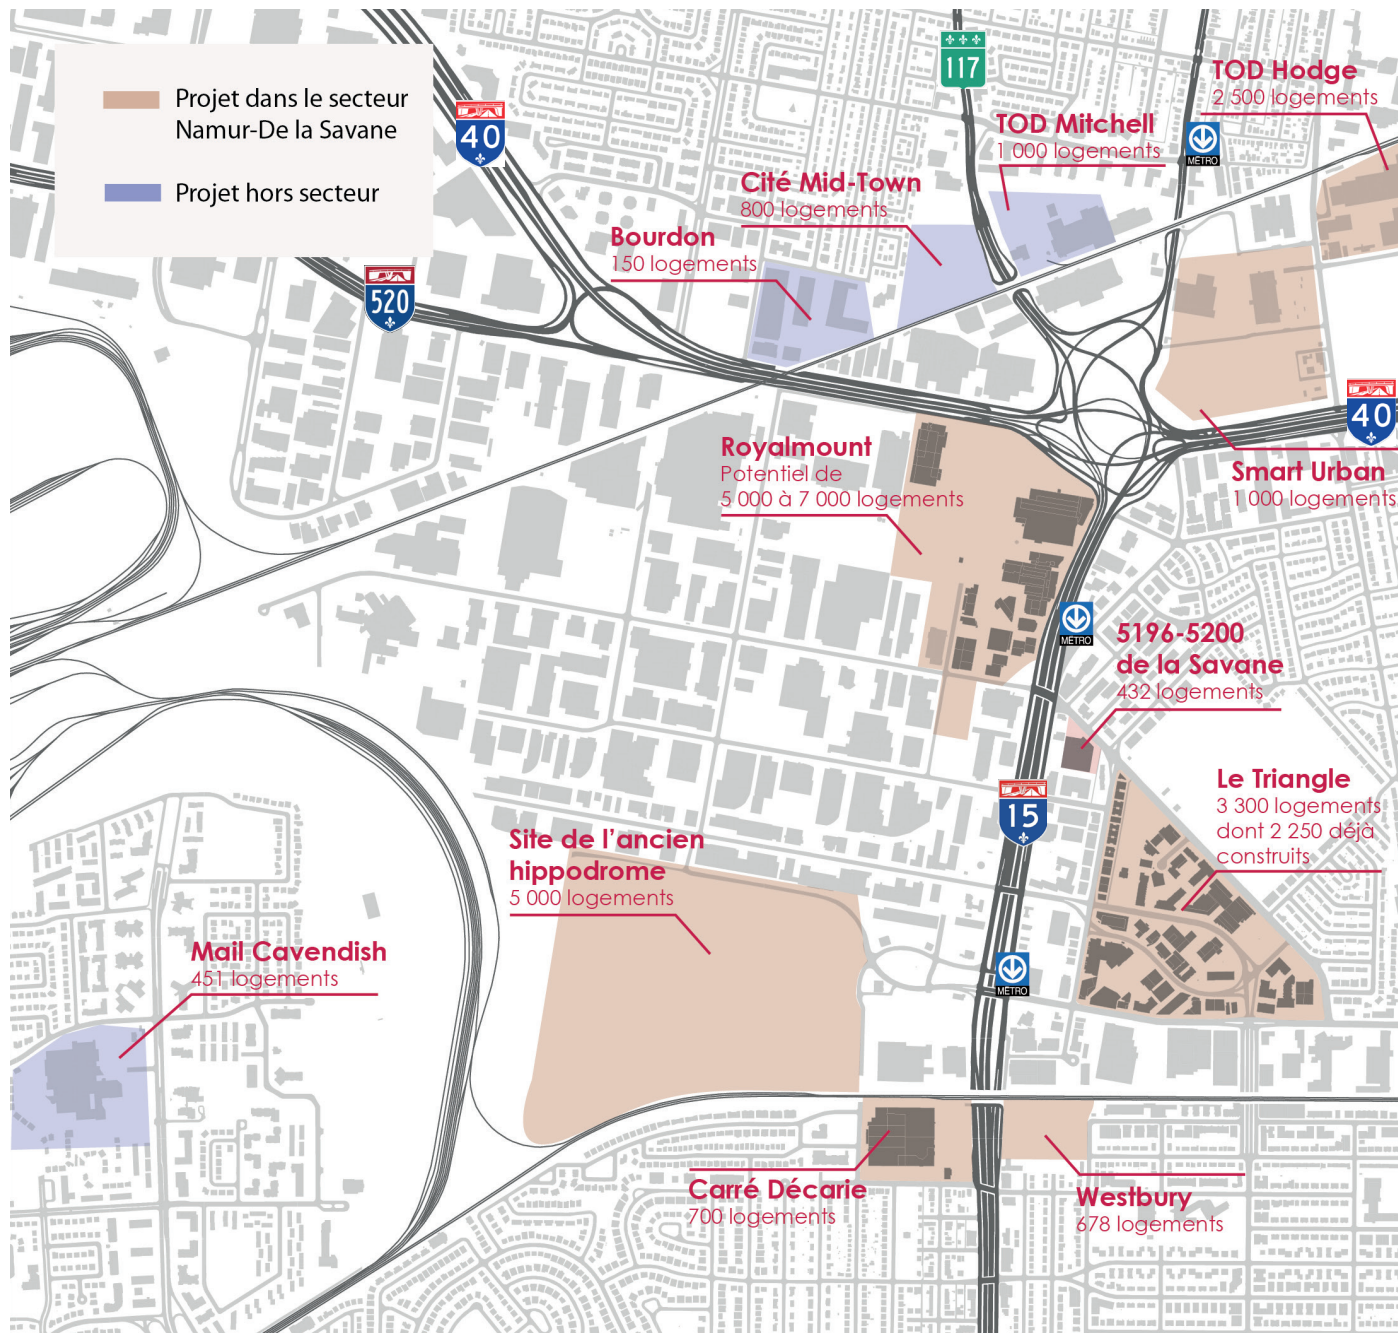 Projet dans le secteur
Namur-De la Savane
Projet hors secteur
40
520
117
TOD Hodge
2 500 logements
MÉTRO
TOD Mitchell
1 000 logements
Cité Mid-Town
800 logements
Bourdon
150 logements
40
Smart Urban
1 000 logements
Royalmount
Potentiel de
5 000 à 7 000 logements
MÉTRO
5196-5200
de la Savane
432 logements
15
Le Triangle
3 300 logements
dont 2 250 déjà
construits
Site de l'ancien
hippodrome
5 000 logements
MÉTRO
Mail Cavendish
451 logements
Carré Décarie
700 logements
Westbury
678 logements